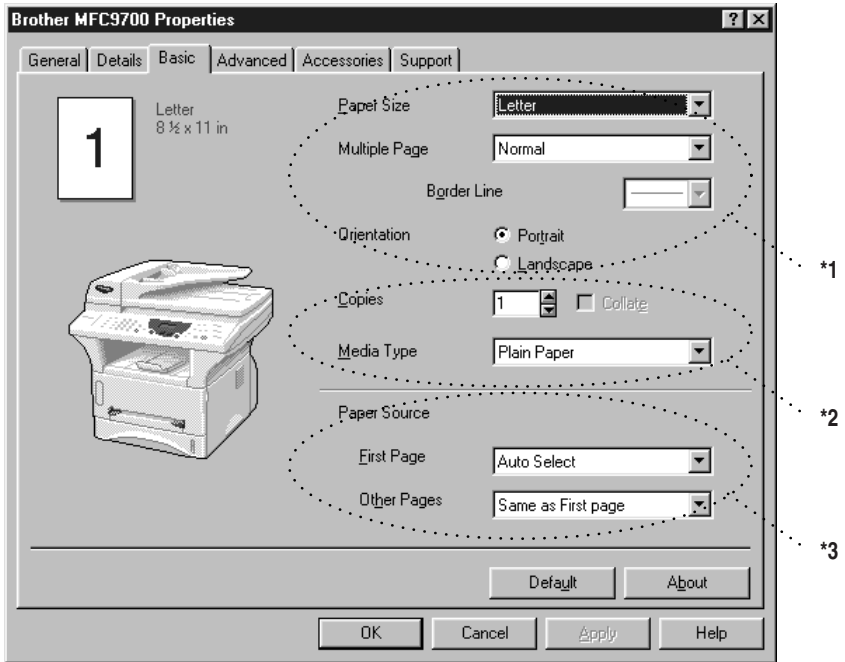 Brother MFC9700 Properties
General Details Basic Advanced Accessories Support
1
Letter
8 ½ x 11 in
Paper Size Letter
Multiple Page Normal
Border Line
Orientation Portrait
Landscape
*1
Copies 1 Collate
Media Type Plain Paper
*2
Paper Source
First Page Auto Select
Other Pages Same as First page
*3
Default About
OK Cancel Apply Help